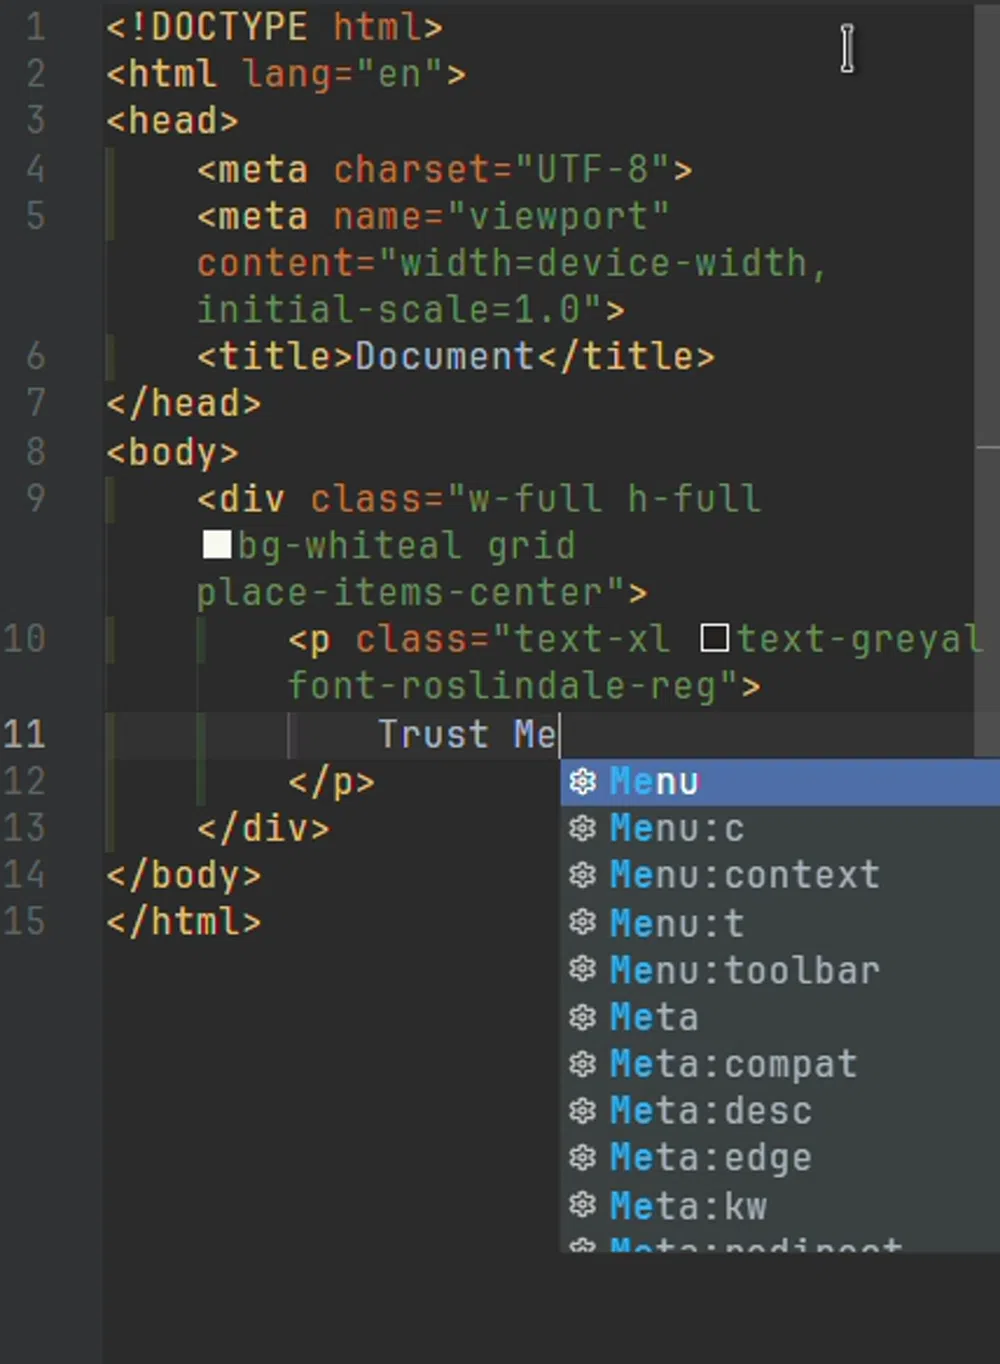 1 <!DOCTYPE html>
2 <html lang="en">
3 <head>
4 <meta charset="UTF-8">
5 <meta name="viewport"
content="width=device-width,
initial-scale=1.0">
6 <title>Document</title>
7 </head>
8 <body>
9 <div class="w-full h-full
bg-whiteal grid
place-items-center">
10 <p class="text-xl text-greyal
font-roslindale-reg">
11 Trust Me
12 </p>
Menu
13 </div>
Menu:c
14 </body>
Menu:context
15 </html>
Menu:t
Menu:toolbar
Meta
Meta:compat
Meta:desc
Meta:edge
Meta:kw
Meta:redirect